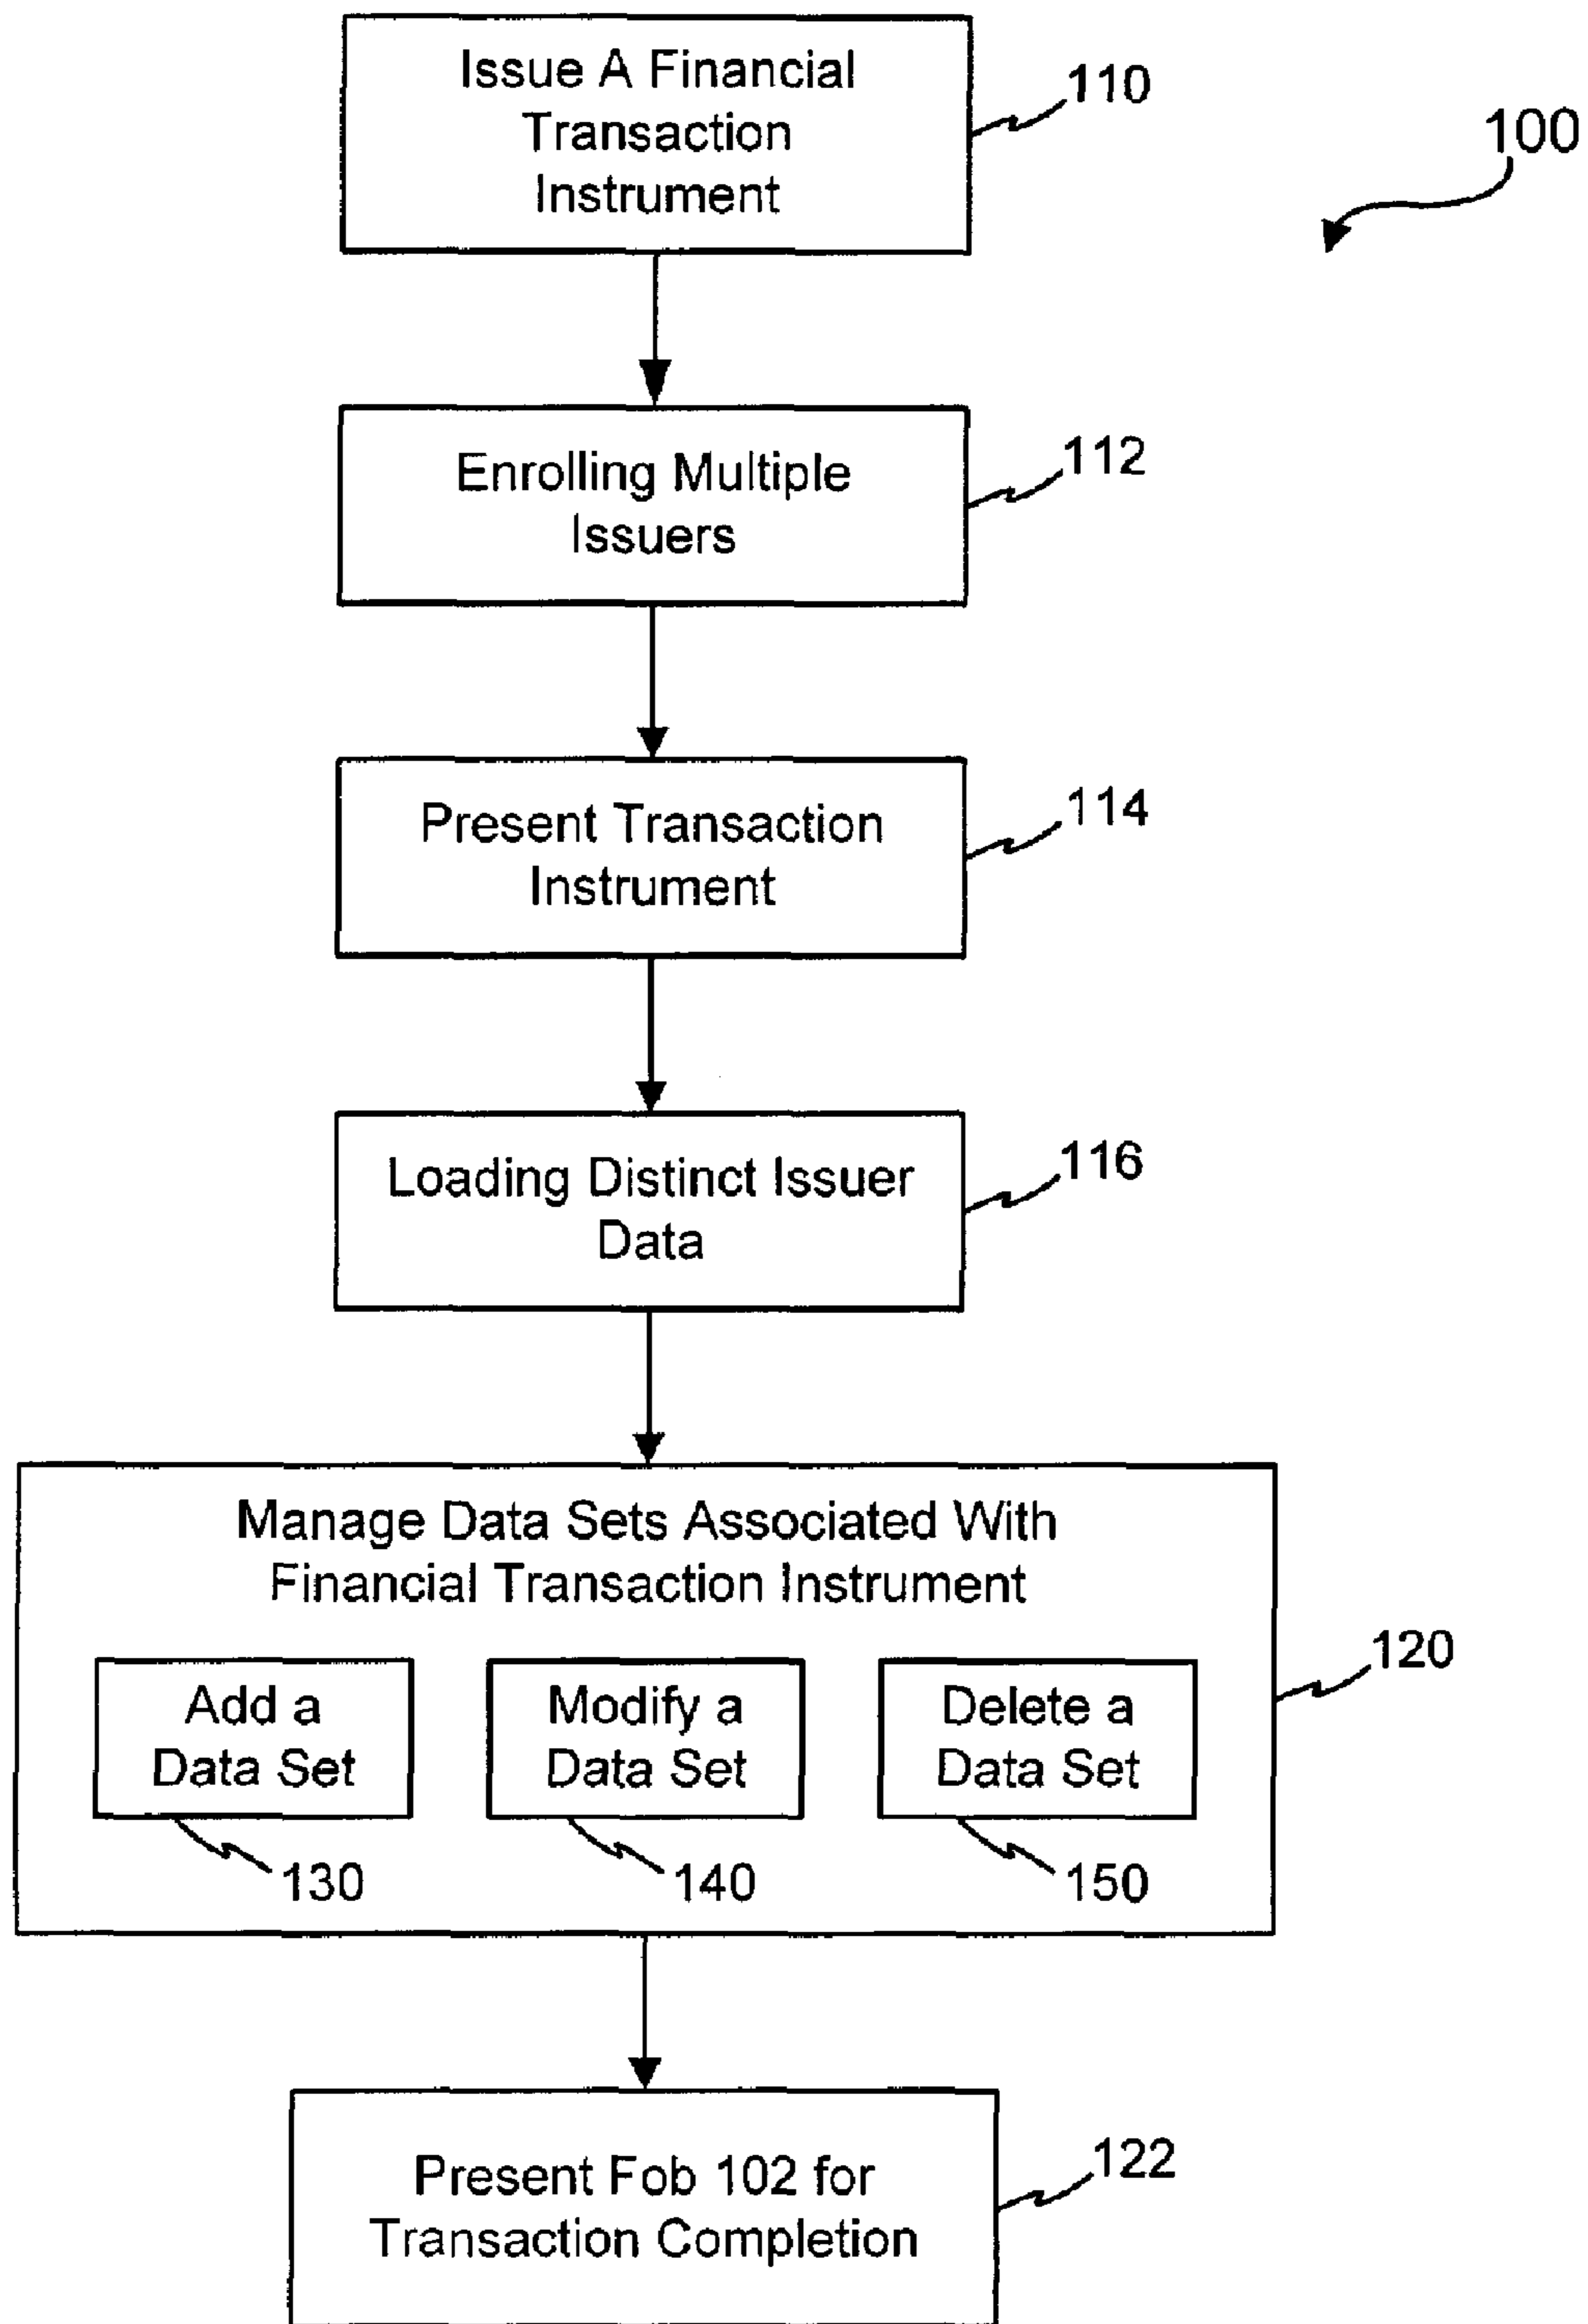 Issue A Financial
Transaction
Instrument
110
100
Enrolling Multiple
Issuers
112
Present Transaction
Instrument
114
Loading Distinct Issuer
Data
116
Manage Data Sets Associated With
Financial Transaction Instrument
120
Add a
Data Set
130
Modify a
Data Set
140
Delete a
Data Set
150
Present Fob 102 for
Transaction Completion
122